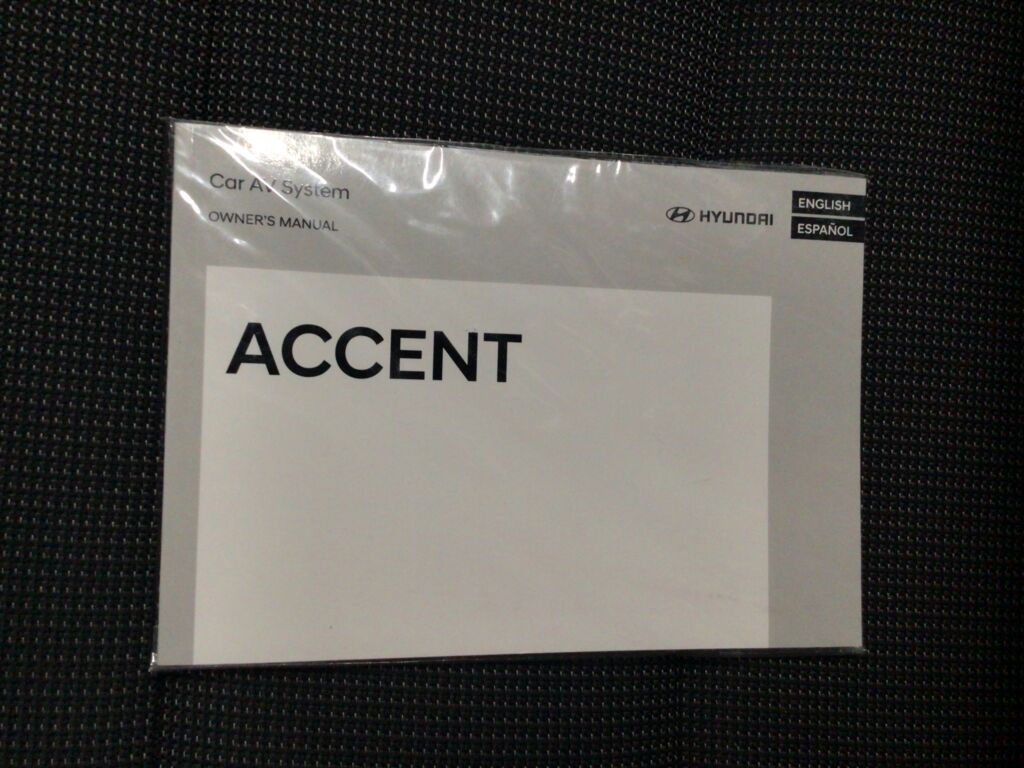 Car AV System
OWNER'S MANUAL
HYUNDAI
ENGLISH
ESPAÑOL
ACCENT